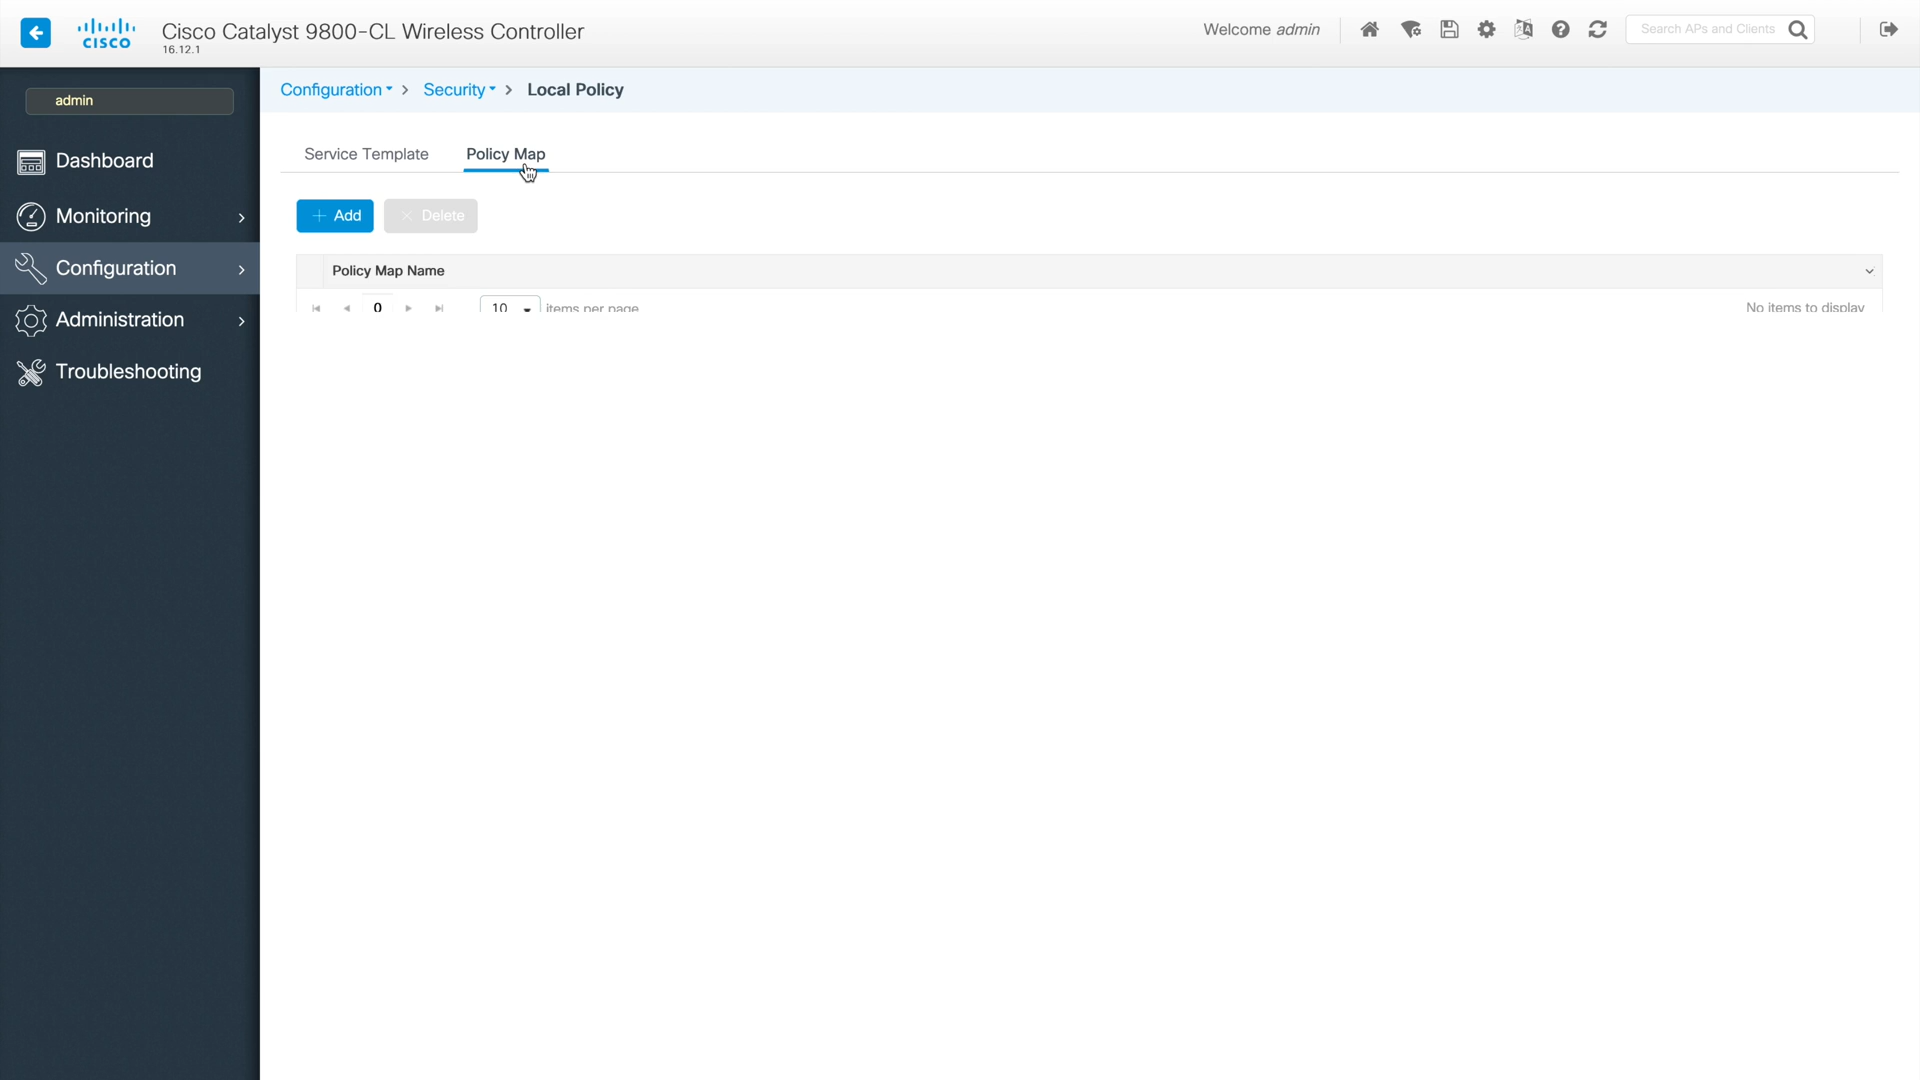 CISCO
Cisco Catalyst 9800-CL Wireless Controller
16.12.1
Welcome admin
Search APs and Clients
admin
Dashboard
Monitoring
Configuration
Administration
Troubleshooting
Configuration > Security > Local Policy
Service Template
Policy Map
+ Add
× Delete
Policy Map Name
0
10
items per page
No items to display